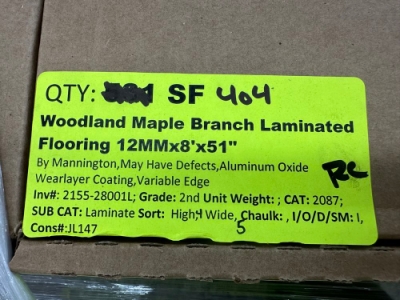 QTY: SF 404
Woodland Maple Branch Laminated
Flooring 12MMx8'x51"
By Mannington,May Have Defects,Aluminum Oxide
Wearlayer Coating,Variable Edge
RC
Inv#: 2155-28001L; Grade: 2nd Unit Weight: ; CAT: 2087;
SUB CAT: Laminate Sort: High,4 Wide, Chaulk: , I/O/D/SM: I,
5
Cons#:JL147